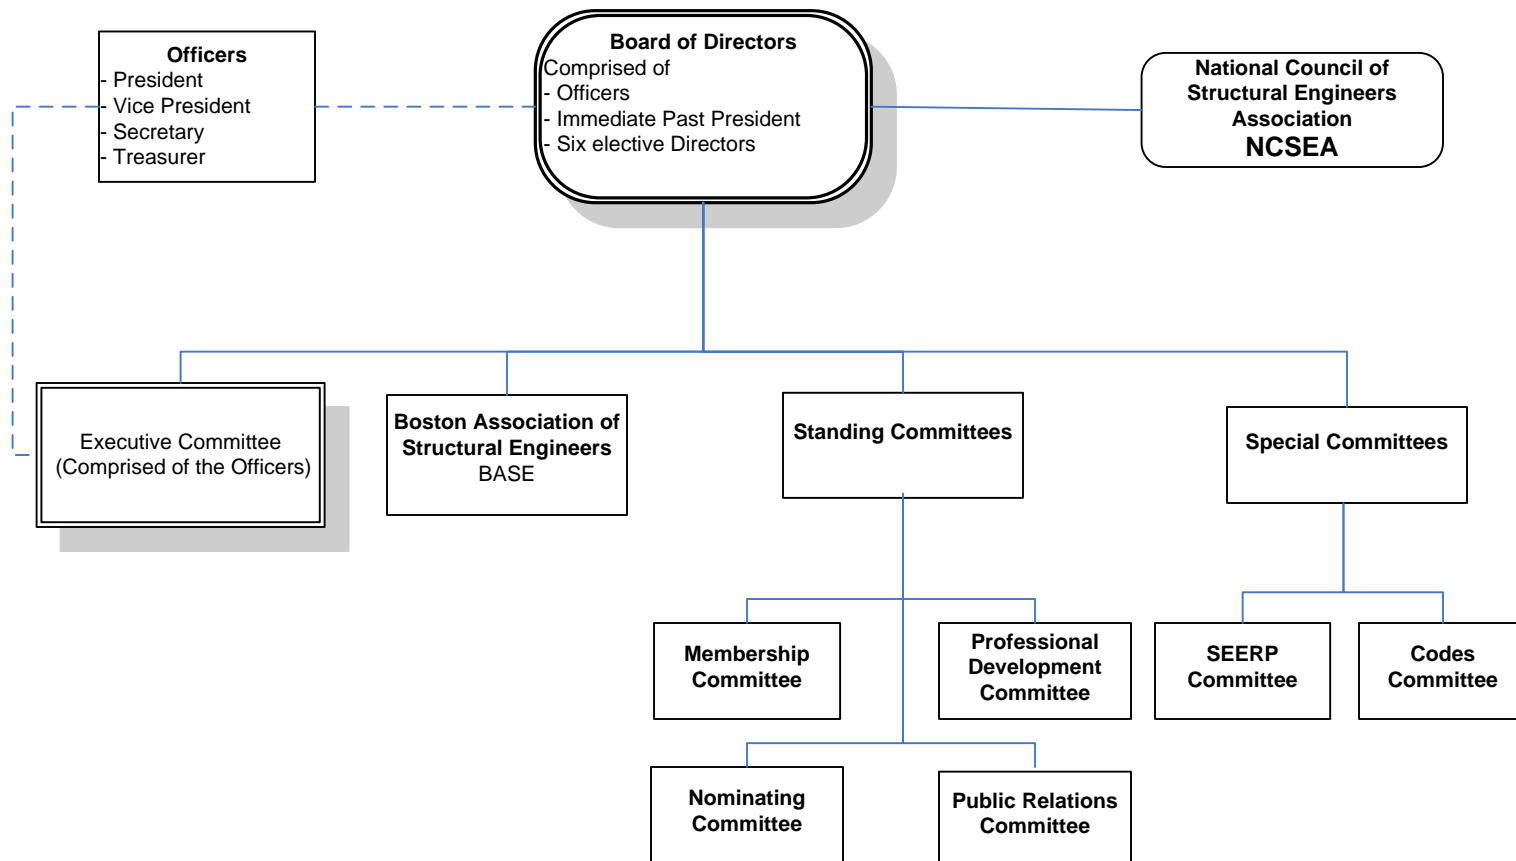 Officers
- President
- Vice President
- Secretary
- Treasurer
Board of Directors
Comprised of
- Officers
- Immediate Past President
- Six elective Directors
National Council of
Structural Engineers
Association
NCSEA
Executive Committee
(Comprised of the Officers)
Boston Association of
Structural Engineers
BASE
Standing Committees
Special Committees
Membership
Committee
Professional
Development
Committee
SEERP
Committee
Codes
Committee
Nominating
Committee
Public Relations
Committee